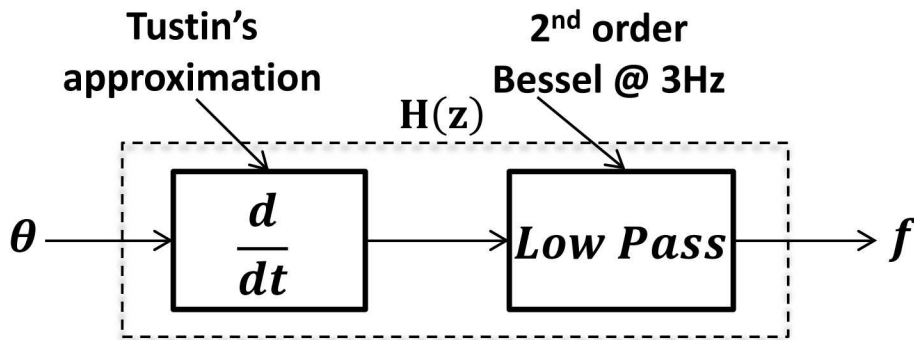 Tustin's
approximation
2nd order
Bessel @ 3Hz
H(z)
θ
d
dt
Low Pass
f